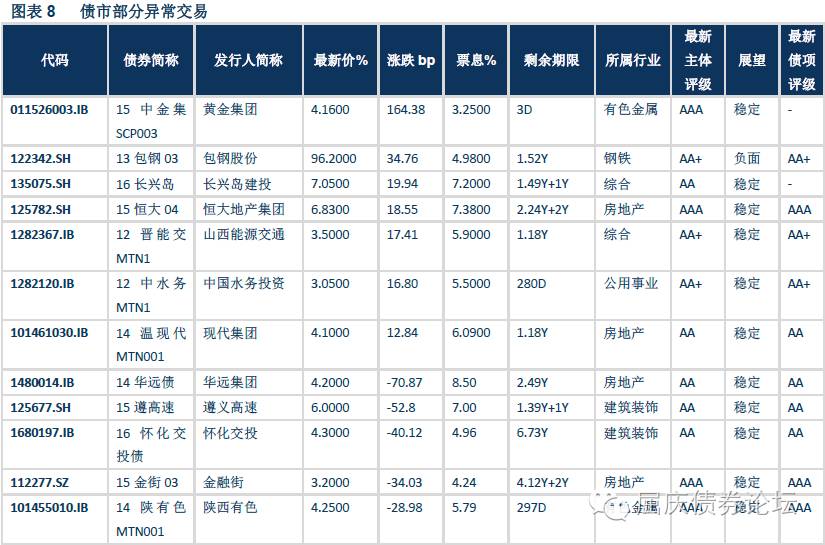 图表 8 债市部分异常交易
代码 债券简称 发行人简称 最新价% 涨跌 bp 票息% 剩余期限 所属行业 最新主体评级 展望 最新债项评级
011526003.IB 15 中金集 SCP003 黄金集团 4.1600 164.38 3.2500 3D 有色金属 AAA 稳定 -
122342.SH 13 包钢 03 包钢股份 96.2000 34.76 4.9800 1.52Y 钢铁 AA+ 负面 AA+
135075.SH 16 长兴岛 长兴岛建投 7.0500 19.94 7.2000 1.49Y+1Y 综合 AA 稳定 -
125782.SH 15 恒大 04 恒大地产集团 6.8300 18.55 7.3800 2.24Y+2Y 房地产 AAA 稳定 AAA
1282367.IB 12 晋能交 MTN1 山西能源交通 3.5000 17.41 5.9000 1.18Y 综合 AA+ 稳定 AA+
1282120.IB 12 中水务 MTN1 中国水务投资 3.0500 16.80 5.5000 280D 公用事业 AA+ 稳定 AA+
101461030.IB 14 温现代 MTN001 现代集团 4.1000 12.84 6.0900 1.18Y 房地产 AA 稳定 AA
1480014.IB 14 华远债 华远集团 4.2000 -70.87 8.50 2.49Y 房地产 AA 稳定 AA
125677.SH 15 遵高速 遵义高速 6.0000 -52.8 7.00 1.39Y+1Y 建筑装饰 AA 稳定 AA
1680197.IB 16 怀化交投债 怀化交投 4.3000 -40.12 4.96 6.73Y 建筑装饰 AA 稳定 AA
112277.SZ 15 金街 03 金融街 3.2000 -34.03 4.24 4.12Y+2Y 房地产 AAA 稳定 AAA
101455010.IB 14 陕有色 MTN001 陕西有色 4.2500 -28.98 5.79 297D 金属 AAA 稳定 AAA
屈庆债券论坛